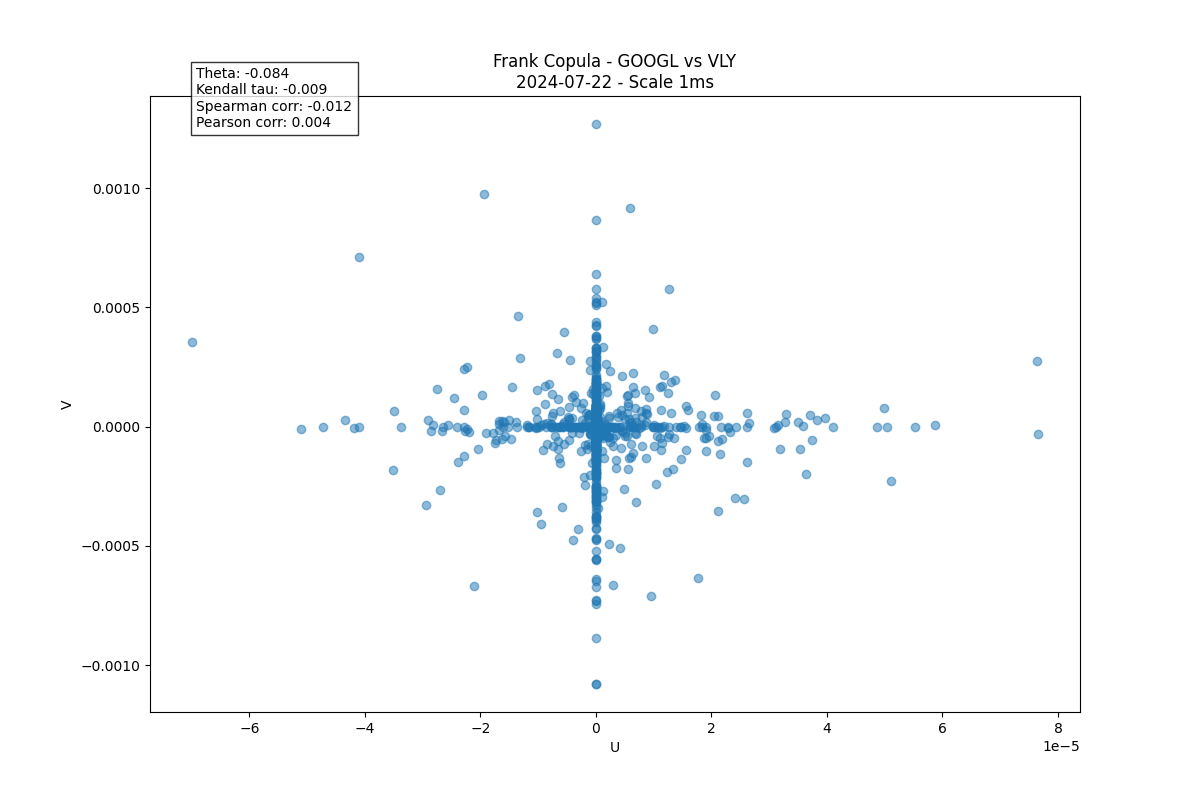 Frank Copula - GOOGL vs VLY
2024-07-22 - Scale 1ms
Theta: -0.084
Kendall tau: -0.009
Spearman corr: -0.012
Pearson corr: 0.004
0.0010
0.0005
0.0000
−0.0005
−0.0010
V
−6
−4
−2
0
2
4
6
8
1e−5
U